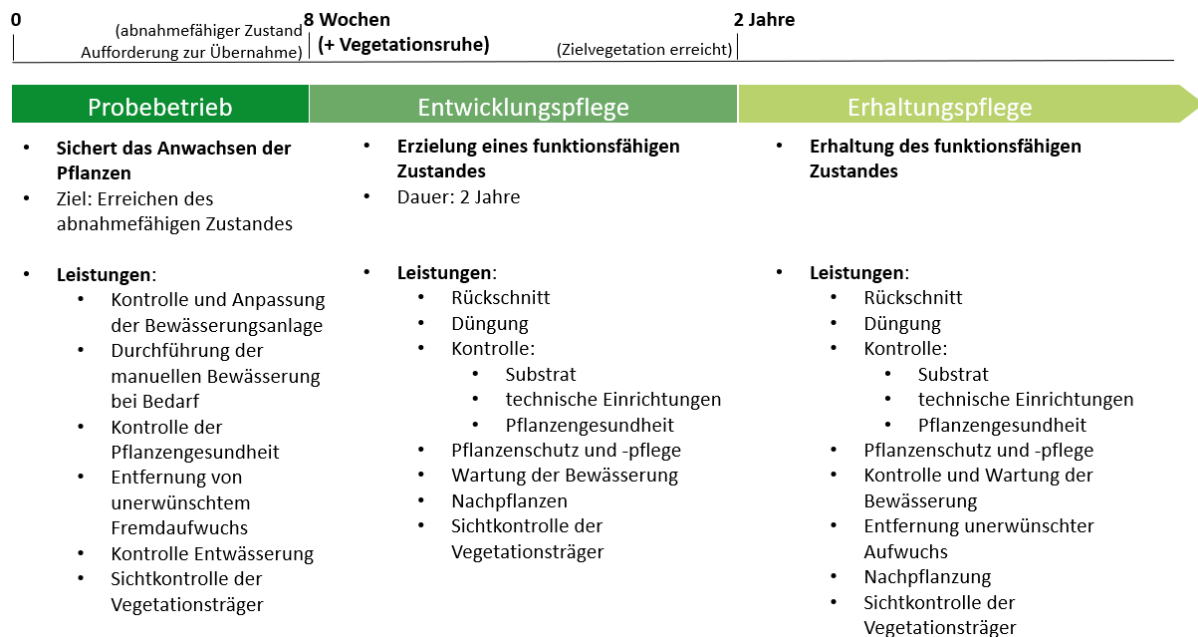 0
(abnahmefähiger Zustand
Aufforderung zur Übernahme)
8 Wochen
(+ Vegetationsruhe)
(Zielvegetation erreicht)
2 Jahre
Probebetrieb
Entwicklungspflege
Erhaltungspflege
• Sichert das Anwachsen der
Pflanzen
• Ziel: Erreichen des
abnahmefähigen Zustandes
• Leistungen:
• Kontrolle und Anpassung
der Bewässerungsanlage
• Durchführung der
manuellen Bewässerung
bei Bedarf
• Kontrolle der
Pflanzengesundheit
• Entfernung von
unerwünschtem
Fremdaufwuchs
• Kontrolle Entwässerung
• Sichtkontrolle der
Vegetationsträger
• Erzielung eines funktionsfähigen
Zustandes
• Dauer: 2 Jahre
• Leistungen:
• Rückschnitt
• Düngung
• Kontrolle:
• Substrat
• technische Einrichtungen
• Pflanzengesundheit
• Pflanzenschutz und -pflege
• Wartung der Bewässerung
• Nachpflanzen
• Sichtkontrolle der
Vegetationsträger
• Erhaltung des funktionsfähigen
Zustandes
• Leistungen:
• Rückschnitt
• Düngung
• Kontrolle:
• Substrat
• technische Einrichtungen
• Pflanzengesundheit
• Pflanzenschutz und -pflege
• Kontrolle und Wartung der
Bewässerung
• Entfernung unerwünschter
Aufwuchs
• Nachpflanzung
• Sichtkontrolle der
Vegetationsträger